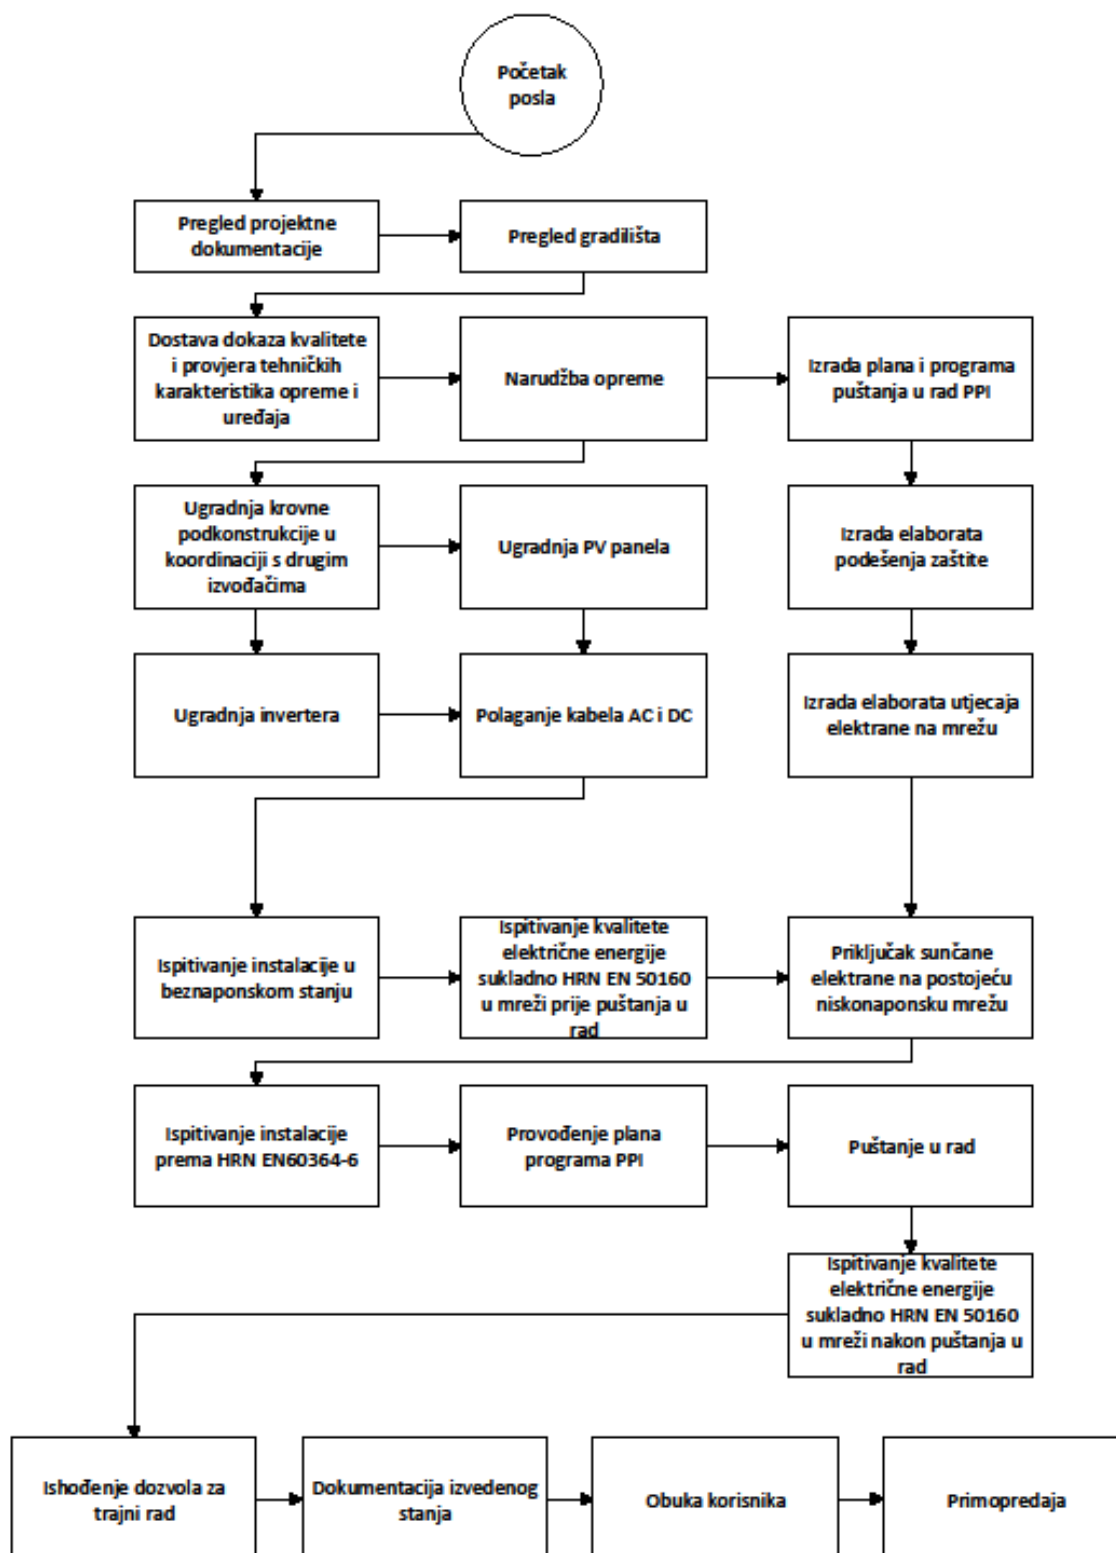 Početak
posla
Pregled projektne
dokumentacije
Pregled gradilišta
Dostava dokaza kvalitete
i provjera tehničkih
karakteristika opreme i
uređaja
Narudžba opreme
Izrada plana i programa
puštanja u rad PPI
Ugradnja krovne
podkonstrukcije u
koordinaciji s drugim
izvođačima
Ugradnja PV panela
Izrada elaborata
podešenja zaštite
Ugradnja invertera
Polaganje kabela AC i DC
Izrada elaborata utjecaja
elektrane na mrežu
Ispitivanje instalacije u
beznaponskom stanju
Ispitivanje kvalitete
električne energije
sukladno HRN EN 50160
u mreži prije puštanja u
rad
Priključak sunčane
elektrane na postojeću
niskonaponsku mrežu
Ispitivanje instalacije
prema HRN EN60364-6
Provođenje plana
programa PPI
Puštanje u rad
Ispitivanje kvalitete
električne energije
sukladno HRN EN 50160
u mreži nakon puštanja u
rad
Ishođenje dozvola za
trajni rad
Dokumentacija izvedenog
stanja
Obuka korisnika
Primopredaja